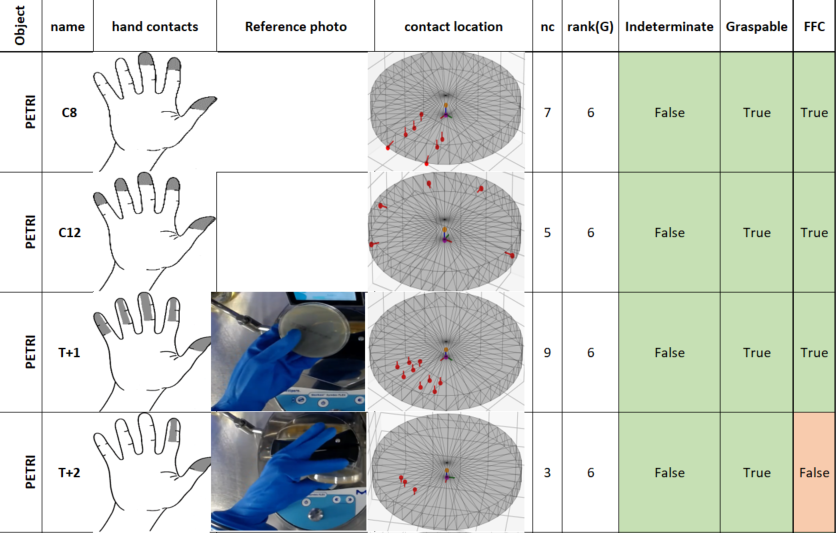 Object name hand contacts Reference photo contact location nc rank(G) Indeterminate Graspable FFC
PETRI C8 7 6 False True True
PETRI C12 5 6 False True True
PETRI T+1 9 6 False True True
PETRI T+2 3 6 False True False